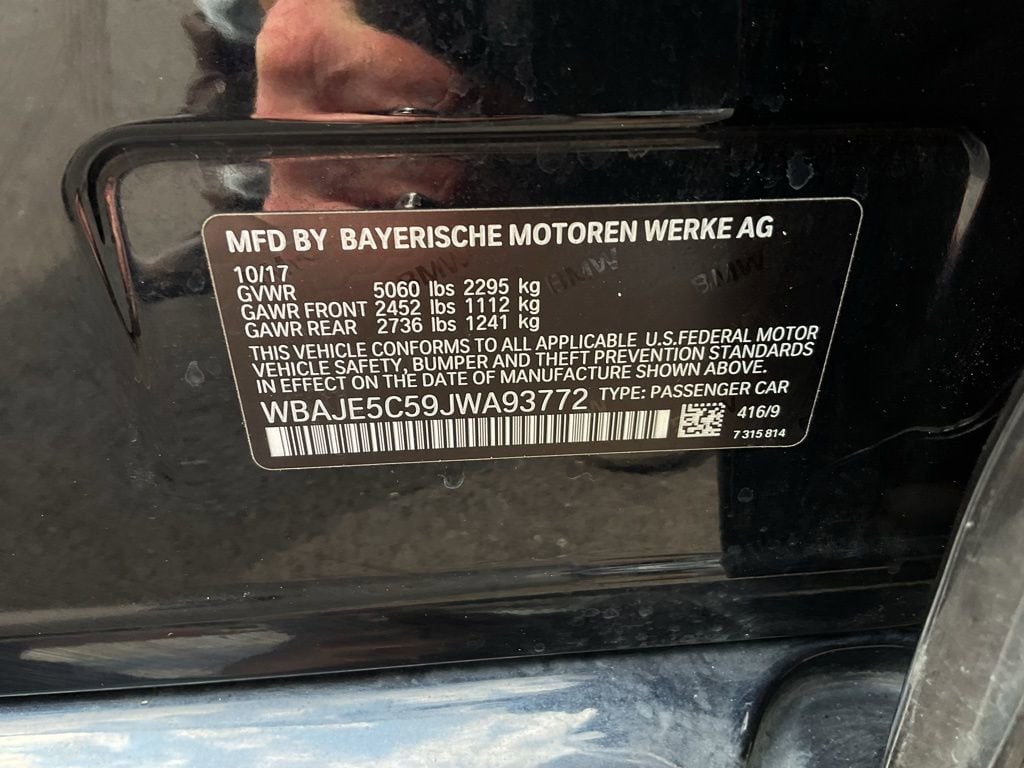 MFD BY BAYERISCHE MOTOREN WERKE AG
10/17
GVWR 5060 lbs 2295 kg
GAWR FRONT 2452 lbs 1112 kg
GAWR REAR 2736 lbs 1241 kg
THIS VEHICLE CONFORMS TO ALL APPLICABLE U.S.FEDERAL MOTOR
VEHICLE SAFETY, BUMPER AND THEFT PREVENTION STANDARDS
IN EFFECT ON THE DATE OF MANUFACTURE SHOWN ABOVE.
WBAJE5C59JWA93772 TYPE: PASSENGER CAR
416/9
7 315 814
BMW BMW BMW